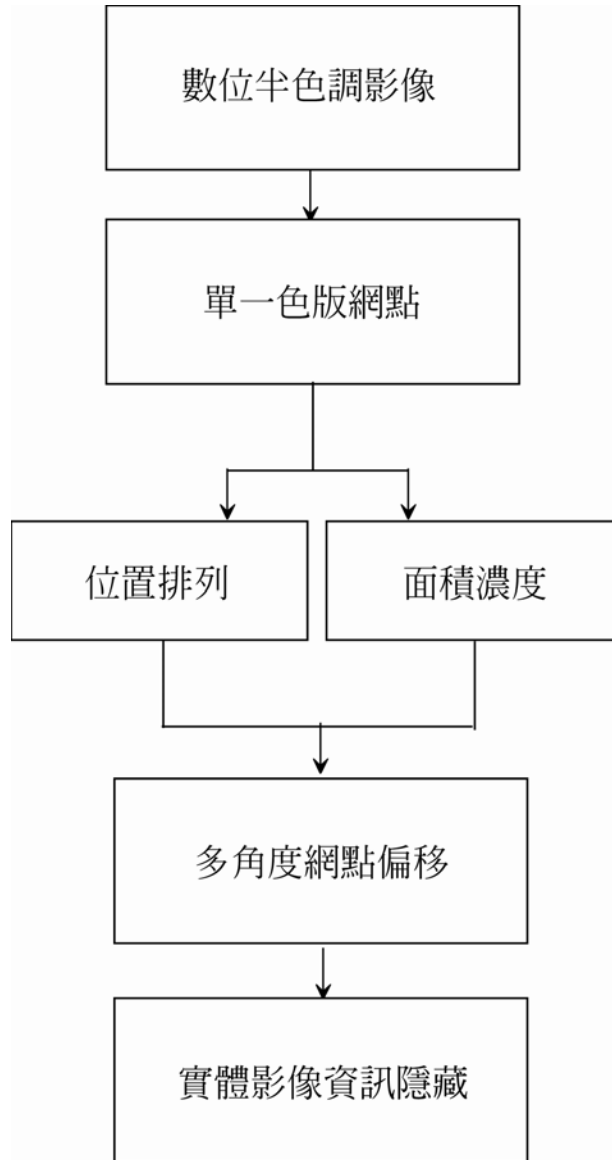 數位半色調影像
單一色版網點
位置排列
面積濃度
多角度網點偏移
實體影像資訊隱藏